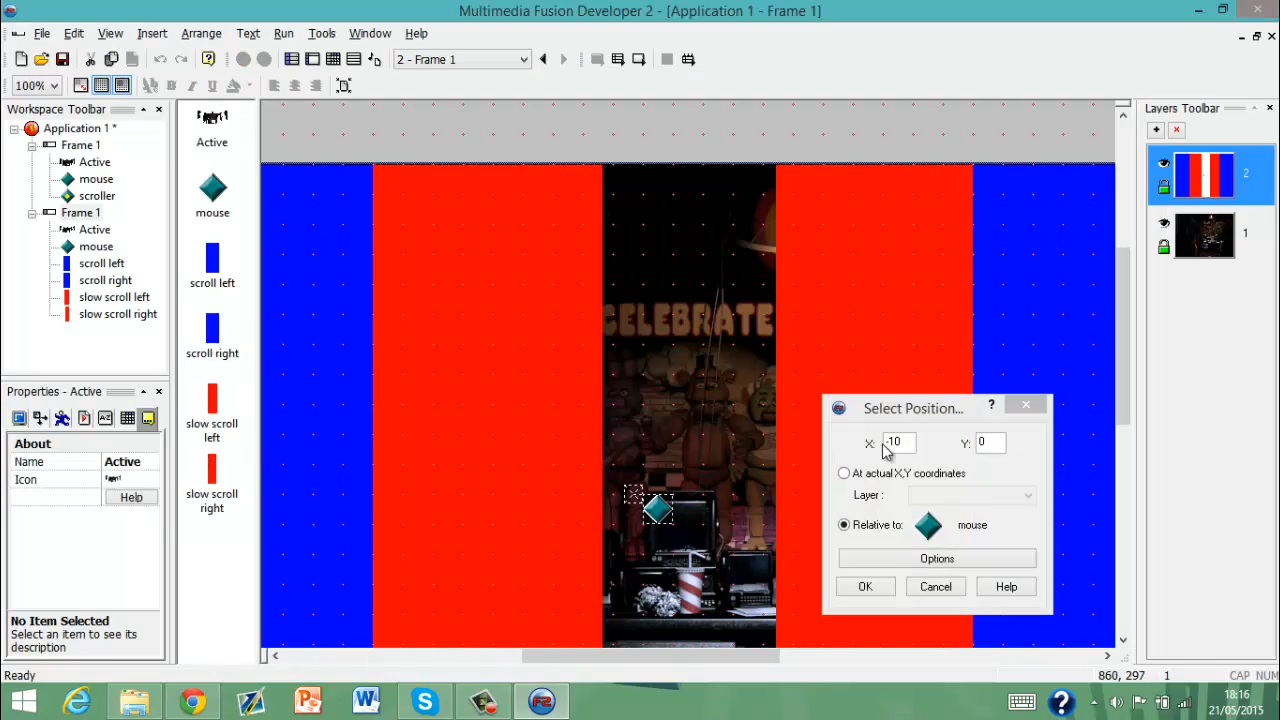 Multimedia Fusion Developer 2 - [Application 1 - Frame 1]
File Edit View Insert Arrange Text Run Tools Window Help
2 - Frame 1
100%
Workspace Toolbar
Application 1 *
Frame 1
Active
mouse
scroller
Frame 1
Active
mouse
scroll left
scroll right
slow scroll left
slow scroll right
Active
mouse
scroll left
scroll right
slow scroll
left
slow scroll
right
Properties - Active
About
Name Active
Icon
Help
No Item Selected
Select an item to see its
description
CELEBRATE
Select Position...
X: -10 Y: 0
At actual X,Y coordinates
Layer :
Relative to: mouse
Options
OK Cancel Help
Layers Toolbar
2
1
Ready
860, 297 1 CAP NUM
18:16
21/05/2015